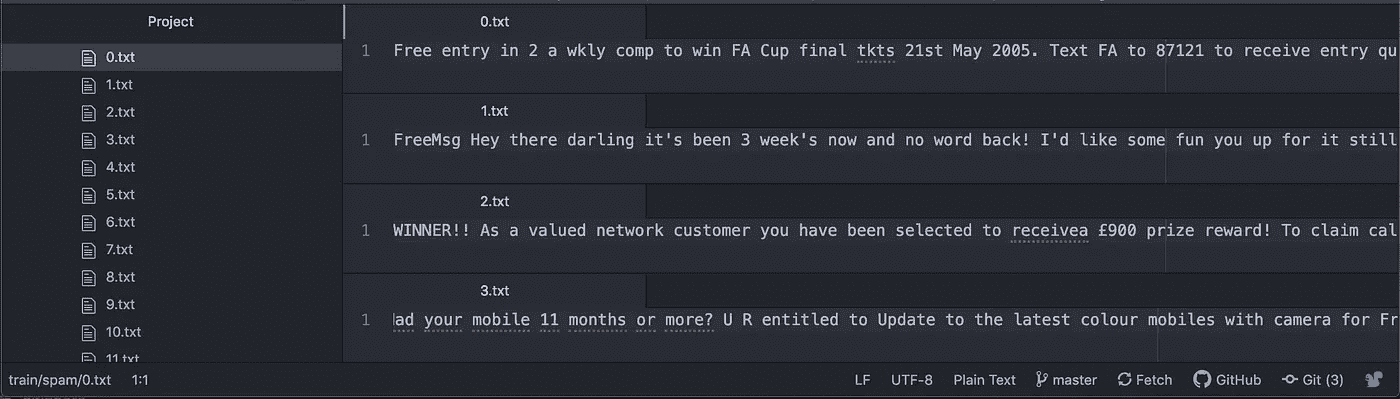 Project
0.txt
1.txt
2.txt
3.txt
4.txt
5.txt
6.txt
7.txt
8.txt
9.txt
10.txt
11.txt
0.txt
1 Free entry in 2 a wkly comp to win FA Cup final tkts 21st May 2005. Text FA to 87121 to receive entry qu
1.txt
1 FreeMsg Hey there darling it's been 3 week's now and no word back! I'd like some fun you up for it still
2.txt
1 WINNER!! As a valued network customer you have been selected to receivea £900 prize reward! To claim cal
3.txt
1 ad your mobile 11 months or more? U R entitled to Update to the latest colour mobiles with camera for Fr
train/spam/0.txt 1:1 LF UTF-8 Plain Text master Fetch GitHub Git (3)